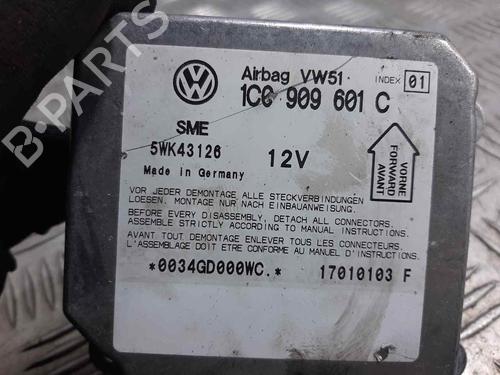 Airbag VW51 INDEX 01
1C0 909 601 C
SME
5WK43126 12V
Made in Germany
VORNE
FORWARD
AVANT
VOR JEDER DEMONTAGE ALLE STECKVERBINDUNGEN
LOESEN. MONTAGE NUR NACH EINBAUANWEISUNG.
BEFORE EVERY DISASSEMBLY, DETACH ALL CONNECTORS.
ASSEMBLE STRICTLY ACCORDING TO MANUAL INSTRUCTIONS.
AVANT TOUT DEMONTAGE ENLEVER TOUS LES CONNECTEURS.
L'ASSEMBLAGE DOIT ETRE CONFORME AU MANUEL D'INSTRUCTIONS.
*0034GD000WC.* 17010103 F
B-Parts